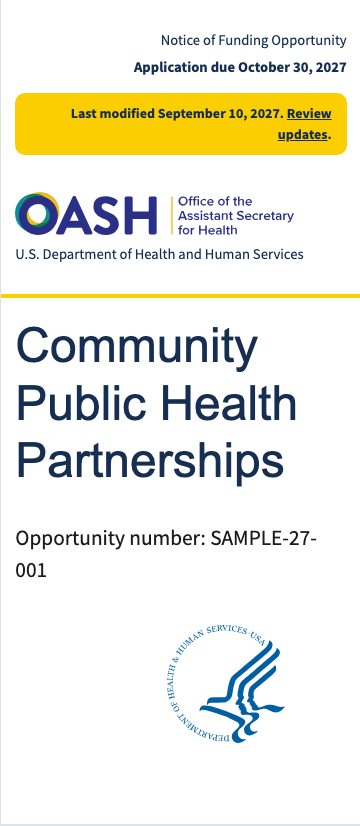 Notice of Funding Opportunity
Application due October 30, 2027
Last modified September 10, 2027. Review
updates.
OASH
Office of the
Assistant Secretary
for Health
U.S. Department of Health and Human Services
Community
Public Health
Partnerships
Opportunity number: SAMPLE-27-
001
DEPARTMENT OF HEALTH & HUMAN SERVICES·USA